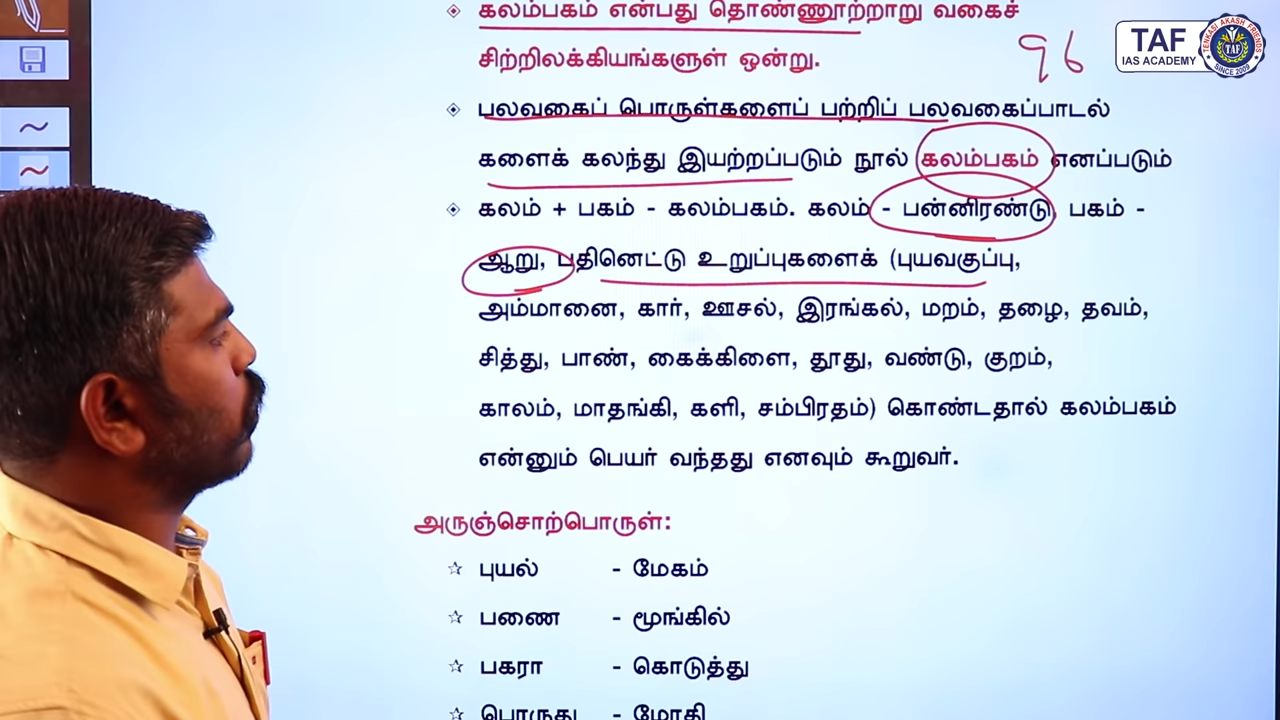 கலம்பகம் என்பது தொண்ணூற்றாறு வகைச்
சிற்றிலக்கியங்களுள் ஒன்று.
96
TAF
IAS ACADEMY
TENKASI AKASH FRIENDS
TAF
SINCE 2009
பலவகைப் பொருள்களைப் பற்றிப் பலவகைப்பாடல்
களைக் கலந்து இயற்றப்படும் நூல் கலம்பகம் எனப்படும்
கலம் + பகம் - கலம்பகம். கலம் - பன்னிரண்டு, பகம் -
ஆறு, பதினெட்டு உறுப்புகளைக் (புயவகுப்பு,
அம்மானை, கார், ஊசல், இரங்கல், மறம், தழை, தவம்,
சித்து, பாண், கைக்கிளை, தூது, வண்டு, குறம்,
காலம், மாதங்கி, களி, சம்பிரதம்) கொண்டதால் கலம்பகம்
என்னும் பெயர் வந்தது எனவும் கூறுவர்.
அருஞ்சொற்பொருள்:
புயல் - மேகம்
பணை - மூங்கில்
பகரா - கொடுத்து
பொருது - மோதி